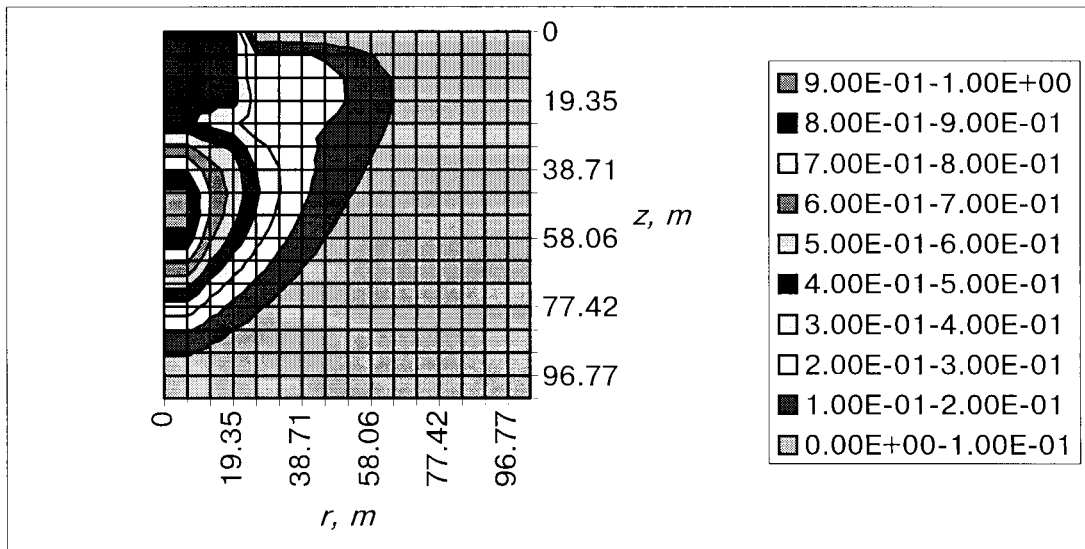 0
19.35
38.71
58.06
77.42
96.77
z, m
0
19.35
38.71
58.06
77.42
96.77
r, m
9.00E-01-1.00E+00
8.00E-01-9.00E-01
7.00E-01-8.00E-01
6.00E-01-7.00E-01
5.00E-01-6.00E-01
4.00E-01-5.00E-01
3.00E-01-4.00E-01
2.00E-01-3.00E-01
1.00E-01-2.00E-01
0.00E+00-1.00E-01